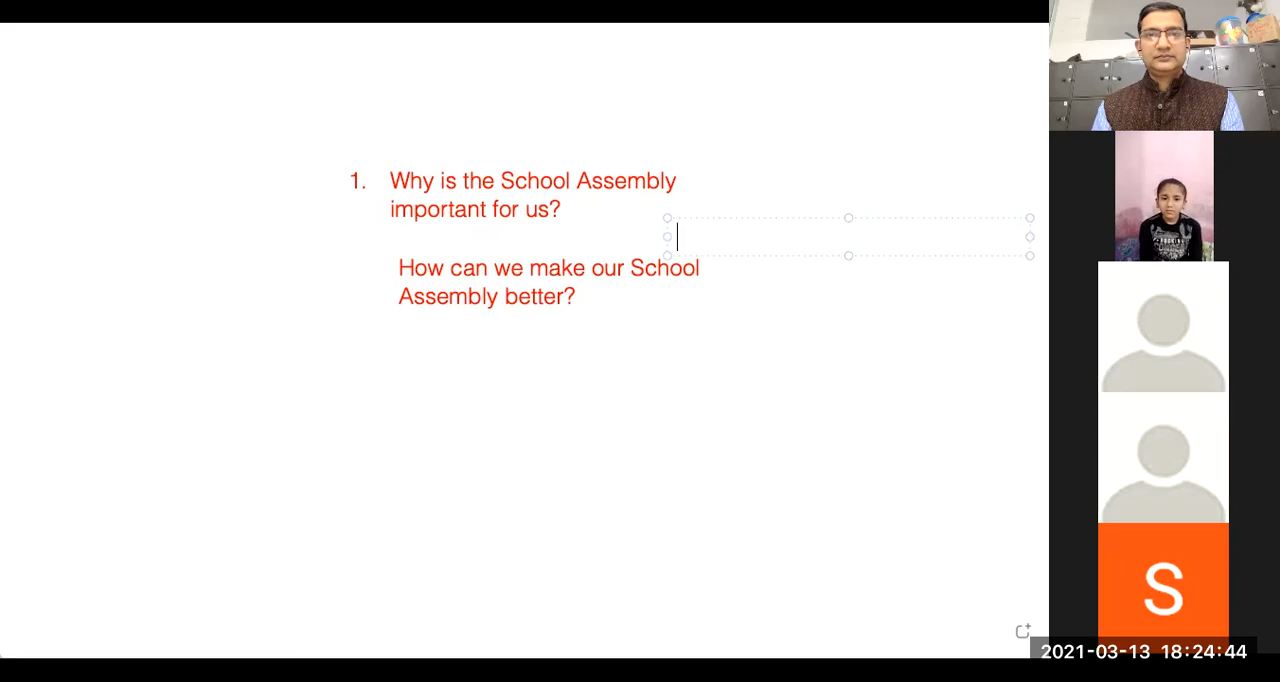 1. Why is the School Assembly
important for us?
How can we make our School
Assembly better?
S
2021-03-13 18:24:44